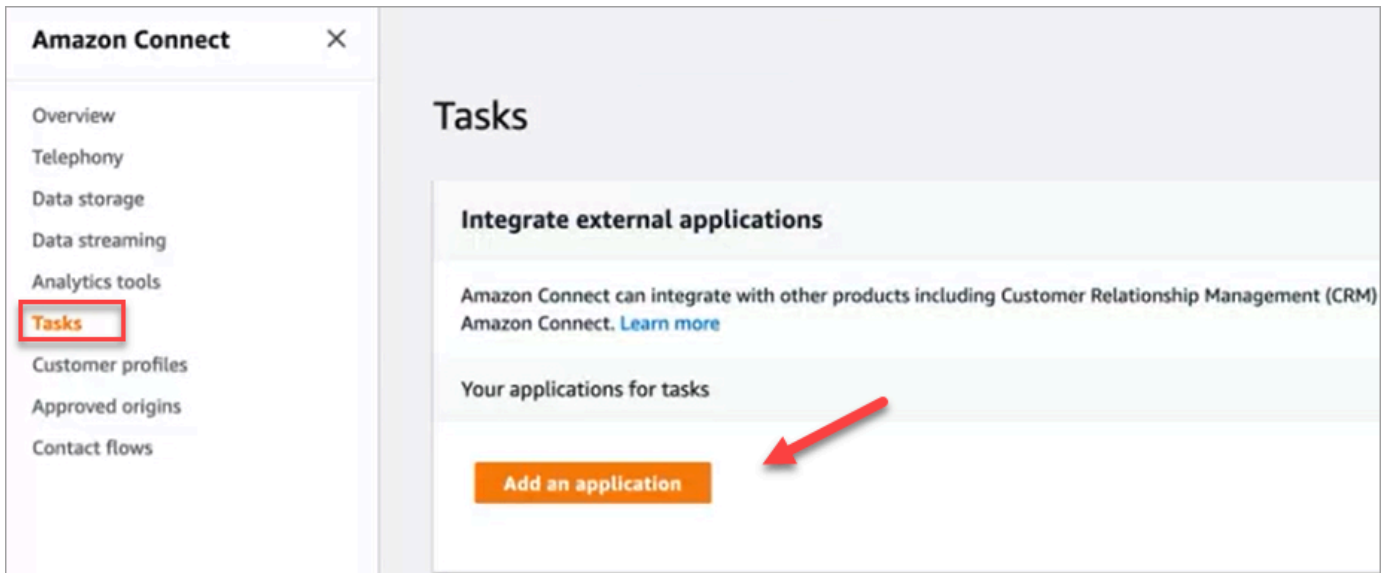 Amazon Connect
Overview
Telephony
Data storage
Data streaming
Analytics tools
Tasks
Customer profiles
Approved origins
Contact flows
Tasks
Integrate external applications
Amazon Connect can integrate with other products including Customer Relationship Management (CRM)
Amazon Connect. Learn more
Your applications for tasks
Add an application